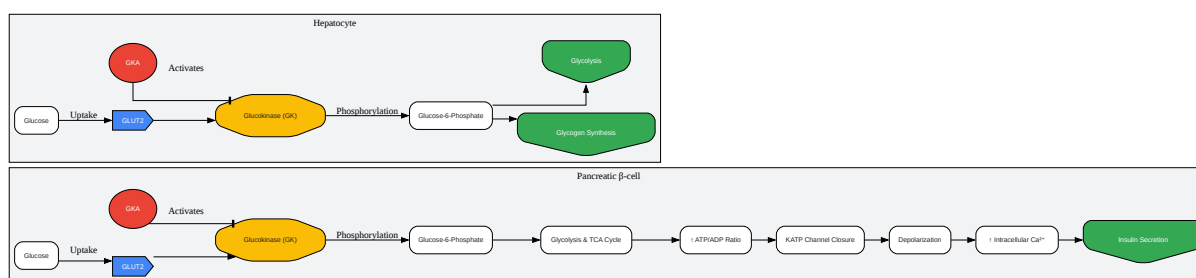 Hepatocyte
GKA
Activates
Glycolysis
Glucose
Uptake
GLUT2
Glucokinase (GK)
Phosphorylation
Glucose-6-Phosphate
Glycogen Synthesis
Pancreatic β-cell
GKA
Activates
Glucose
Uptake
GLUT2
Glucokinase (GK)
Phosphorylation
Glucose-6-Phosphate
Glycolysis & TCA Cycle
↑ ATP/ADP Ratio
KATP Channel Closure
Depolarization
↑ Intracellular Ca²⁺
Insulin Secretion